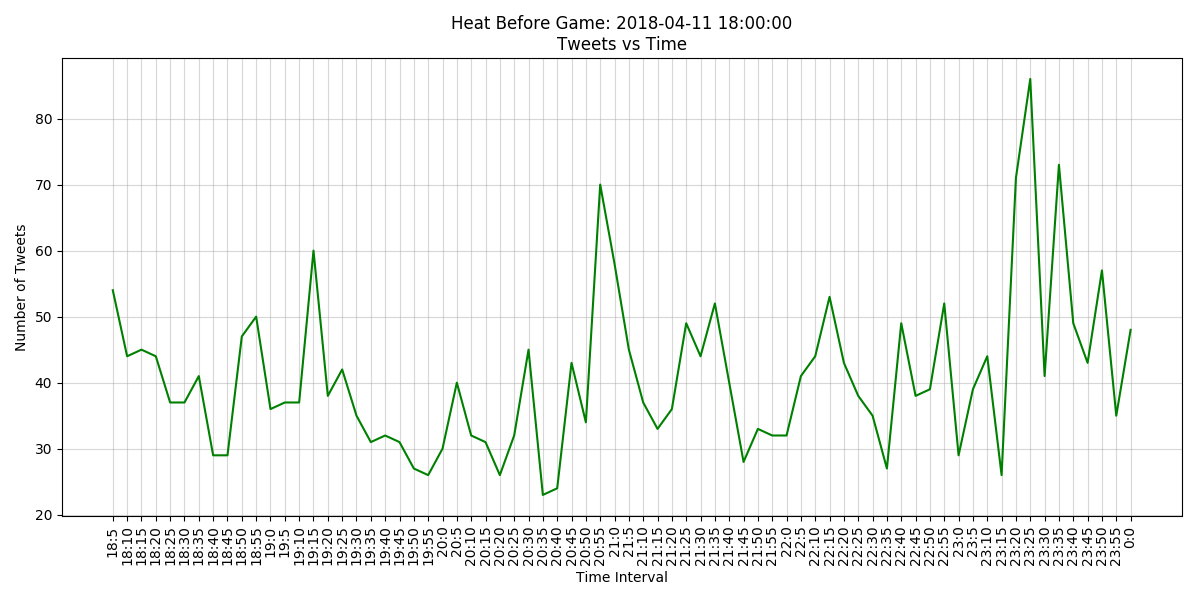 Heat Before Game: 2018-04-11 18:00:00
Tweets vs Time
Number of Tweets
80
70
60
50
40
30
20
18:5 18:10 18:15 18:20 18:25 18:30 18:35 18:40 18:45 18:50 18:55 19:0 19:5 19:10 19:15 19:20 19:25 19:30 19:35 19:40 19:45 19:50 19:55 20:0 20:5 20:10 20:15 20:20 20:25 20:30 20:35 20:40 20:45 20:50 20:55 21:0 21:5 21:10 21:15 21:20 21:25 21:30 21:35 21:40 21:45 21:50 21:55 22:0 22:5 22:10 22:15 22:20 22:25 22:30 22:35 22:40 22:45 22:50 22:55 23:0 23:5 23:10 23:15 23:20 23:25 23:30 23:35 23:40 23:45 23:50 23:55 0:0
Time Interval